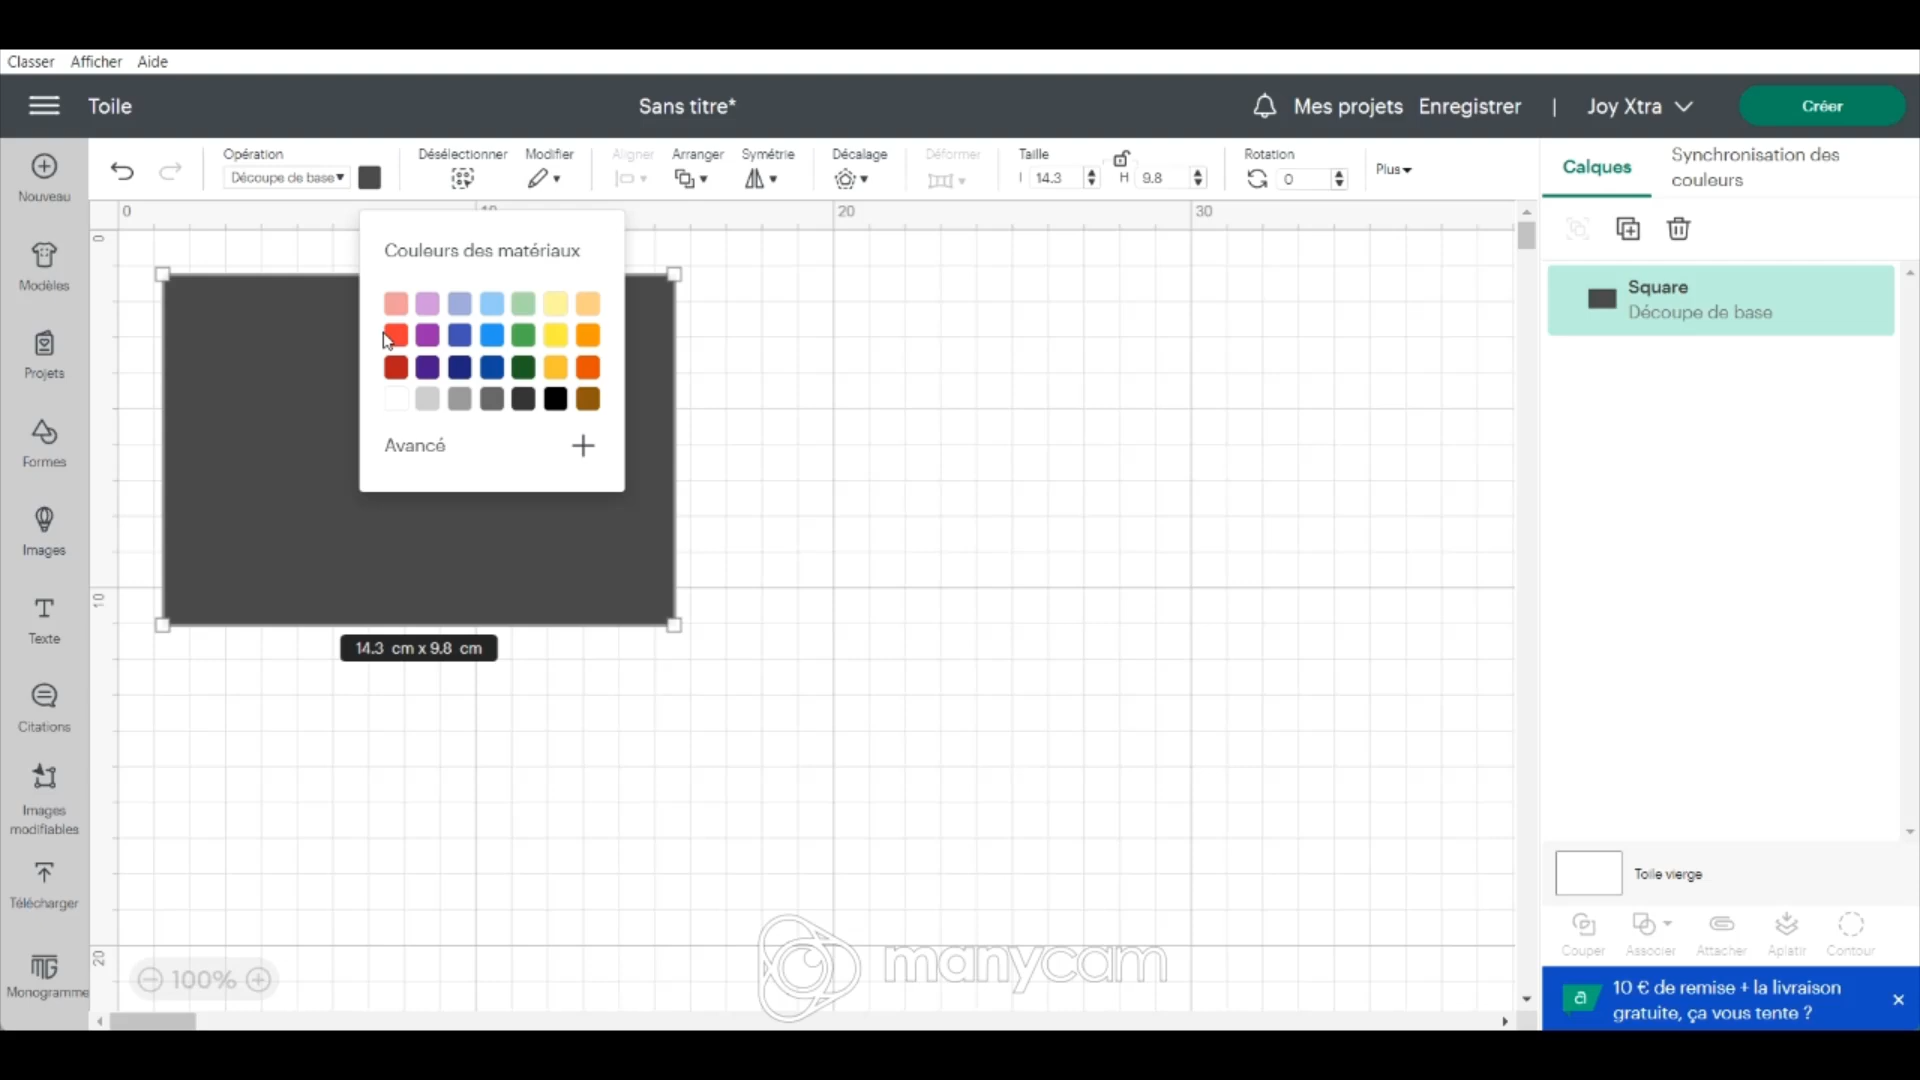 Classer Afficher Aide
Toile
Sans titre*
Mes projets Enregistrer | Joy Xtra
Créer
Opération
Découpe de base
Désélectionner
Modifier
Aligner
Arranger
Symétrie
Décalage
Déformer
Taille
I 14.3
H 9.8
Rotation
0
Plus
Calques
Synchronisation des
couleurs
Nouveau
Modèles
Projets
Formes
Images
Texte
Citations
Images
modifiables
Télécharger
Monogramme
0 20 30
0
10
20
Couleurs des matériaux
Avancé
14.3 cm x 9.8 cm
100%
manycam
Square
Découpe de base
Toile vierge
Couper
Associer
Attacher
Aplatir
Contour
a
10 € de remise + la livraison
gratuite, ça vous tente ?